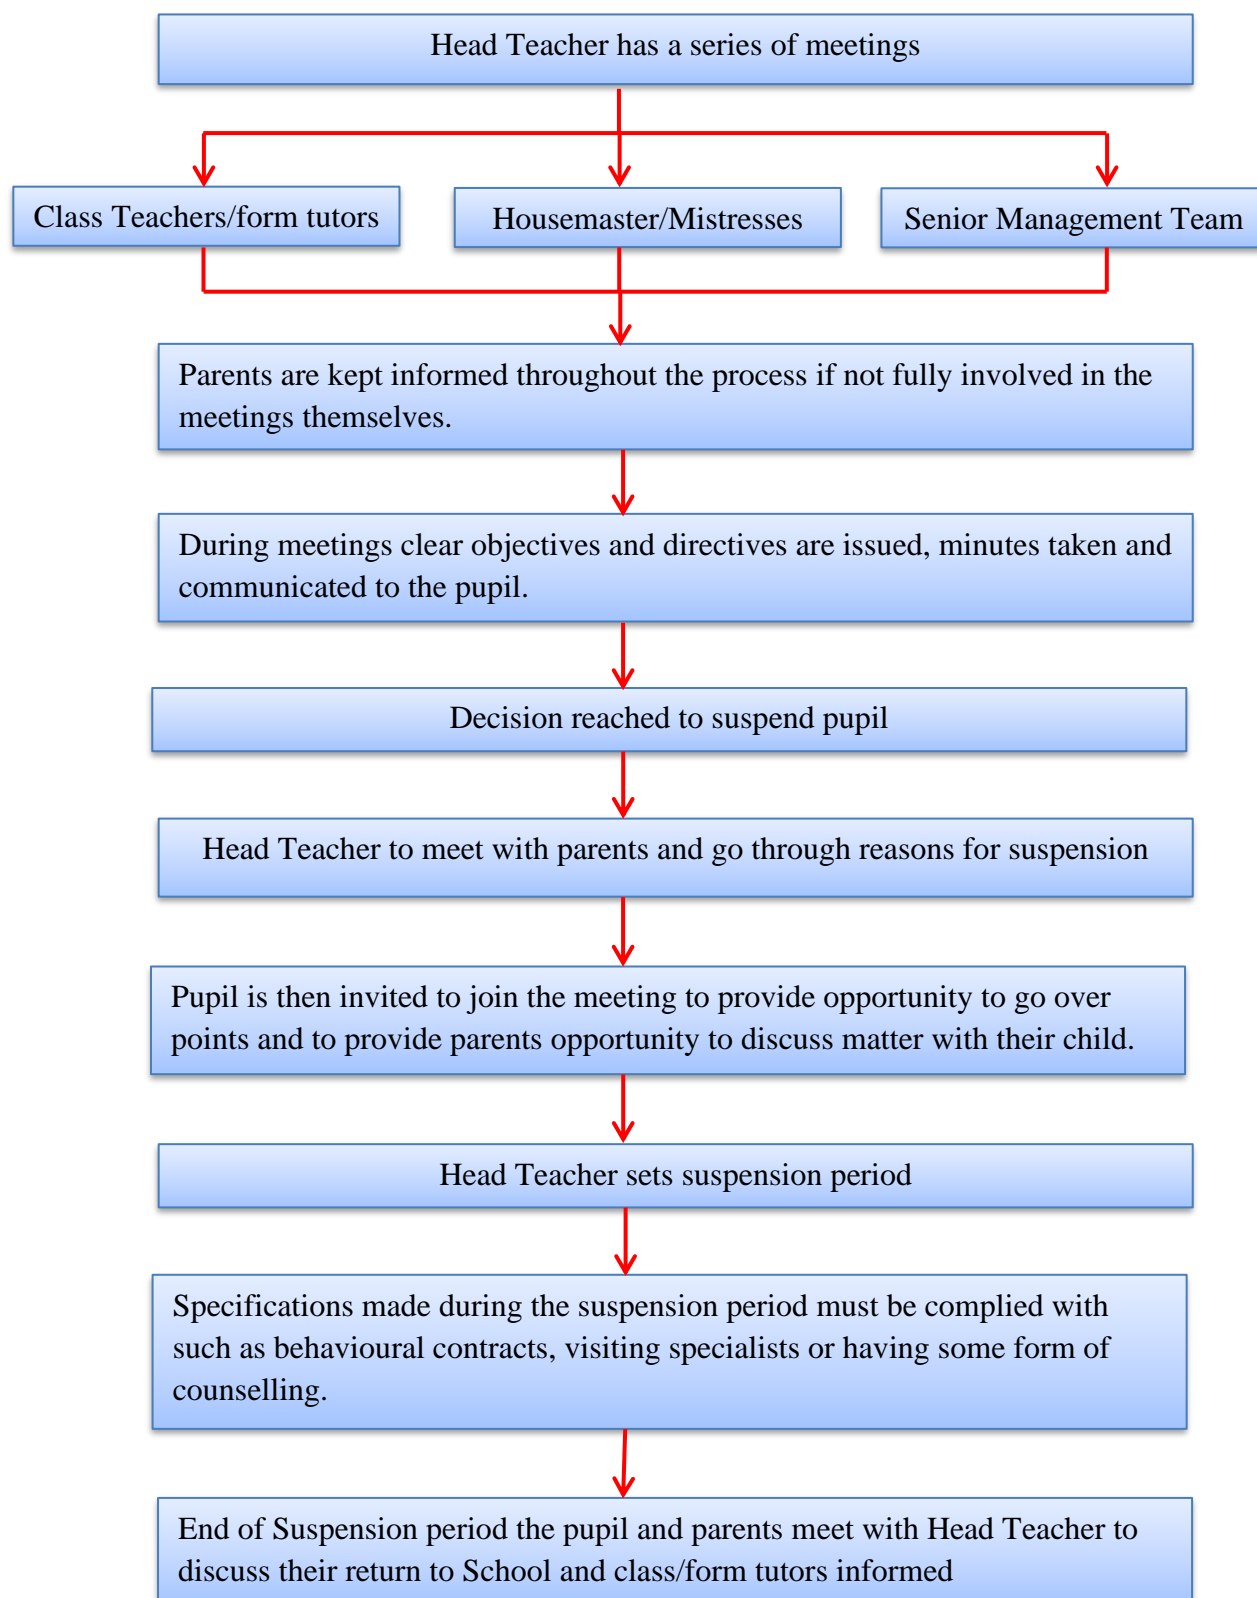 Head Teacher has a series of meetings
Class Teachers/form tutors
Housemaster/Mistresses
Senior Management Team
Parents are kept informed throughout the process if not fully involved in the
meetings themselves.
During meetings clear objectives and directives are issued, minutes taken and
communicated to the pupil.
Decision reached to suspend pupil
Head Teacher to meet with parents and go through reasons for suspension
Pupil is then invited to join the meeting to provide opportunity to go over
points and to provide parents opportunity to discuss matter with their child.
Head Teacher sets suspension period
Specifications made during the suspension period must be complied with
such as behavioural contracts, visiting specialists or having some form of
counselling.
End of Suspension period the pupil and parents meet with Head Teacher to
discuss their return to School and class/form tutors informed